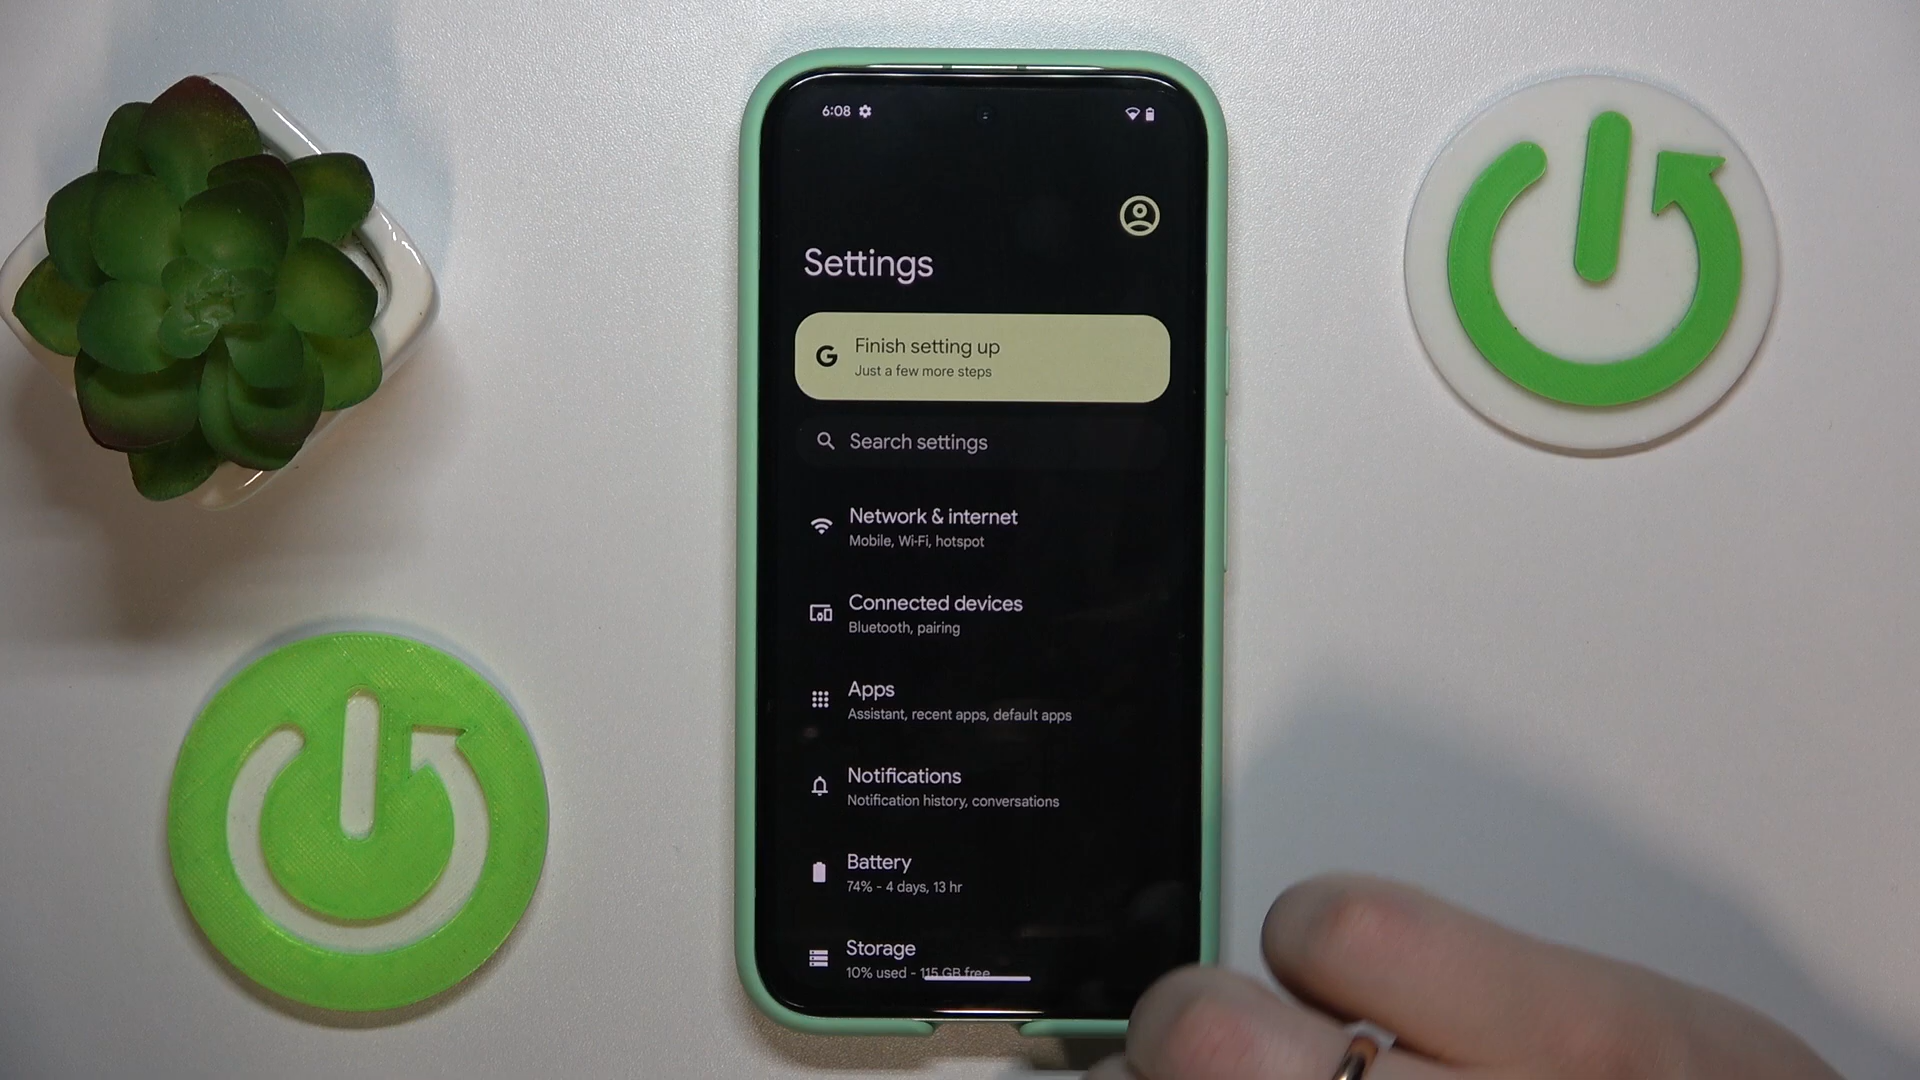 6:08
Settings
G Finish setting up
Just a few more steps
Search settings
Network & internet
Mobile, Wi-Fi, hotspot
Connected devices
Bluetooth, pairing
Apps
Assistant, recent apps, default apps
Notifications
Notification history, conversations
Battery
74% - 4 days, 13 hr
Storage
10% used - 115 GB free